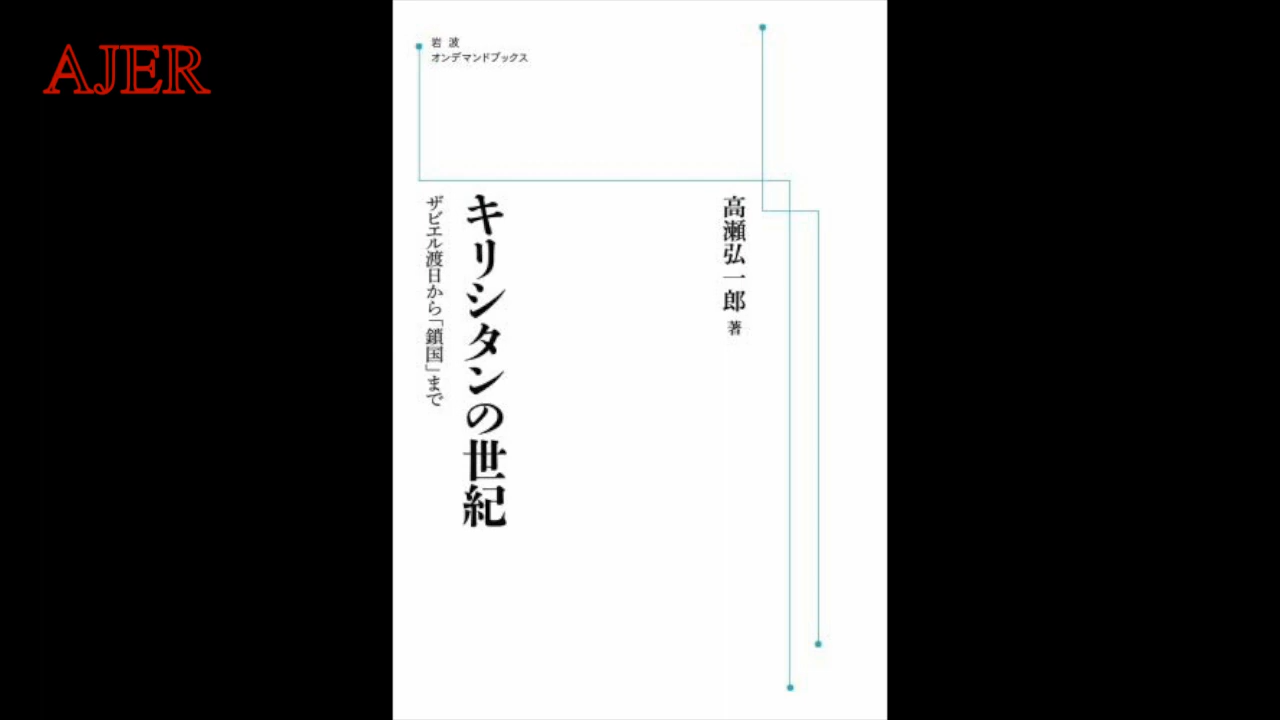 AJER
岩波
オンデマンドブックス
高瀬弘一郎 著
キリシタンの世紀
ザビエル渡日から「鎖国」まで